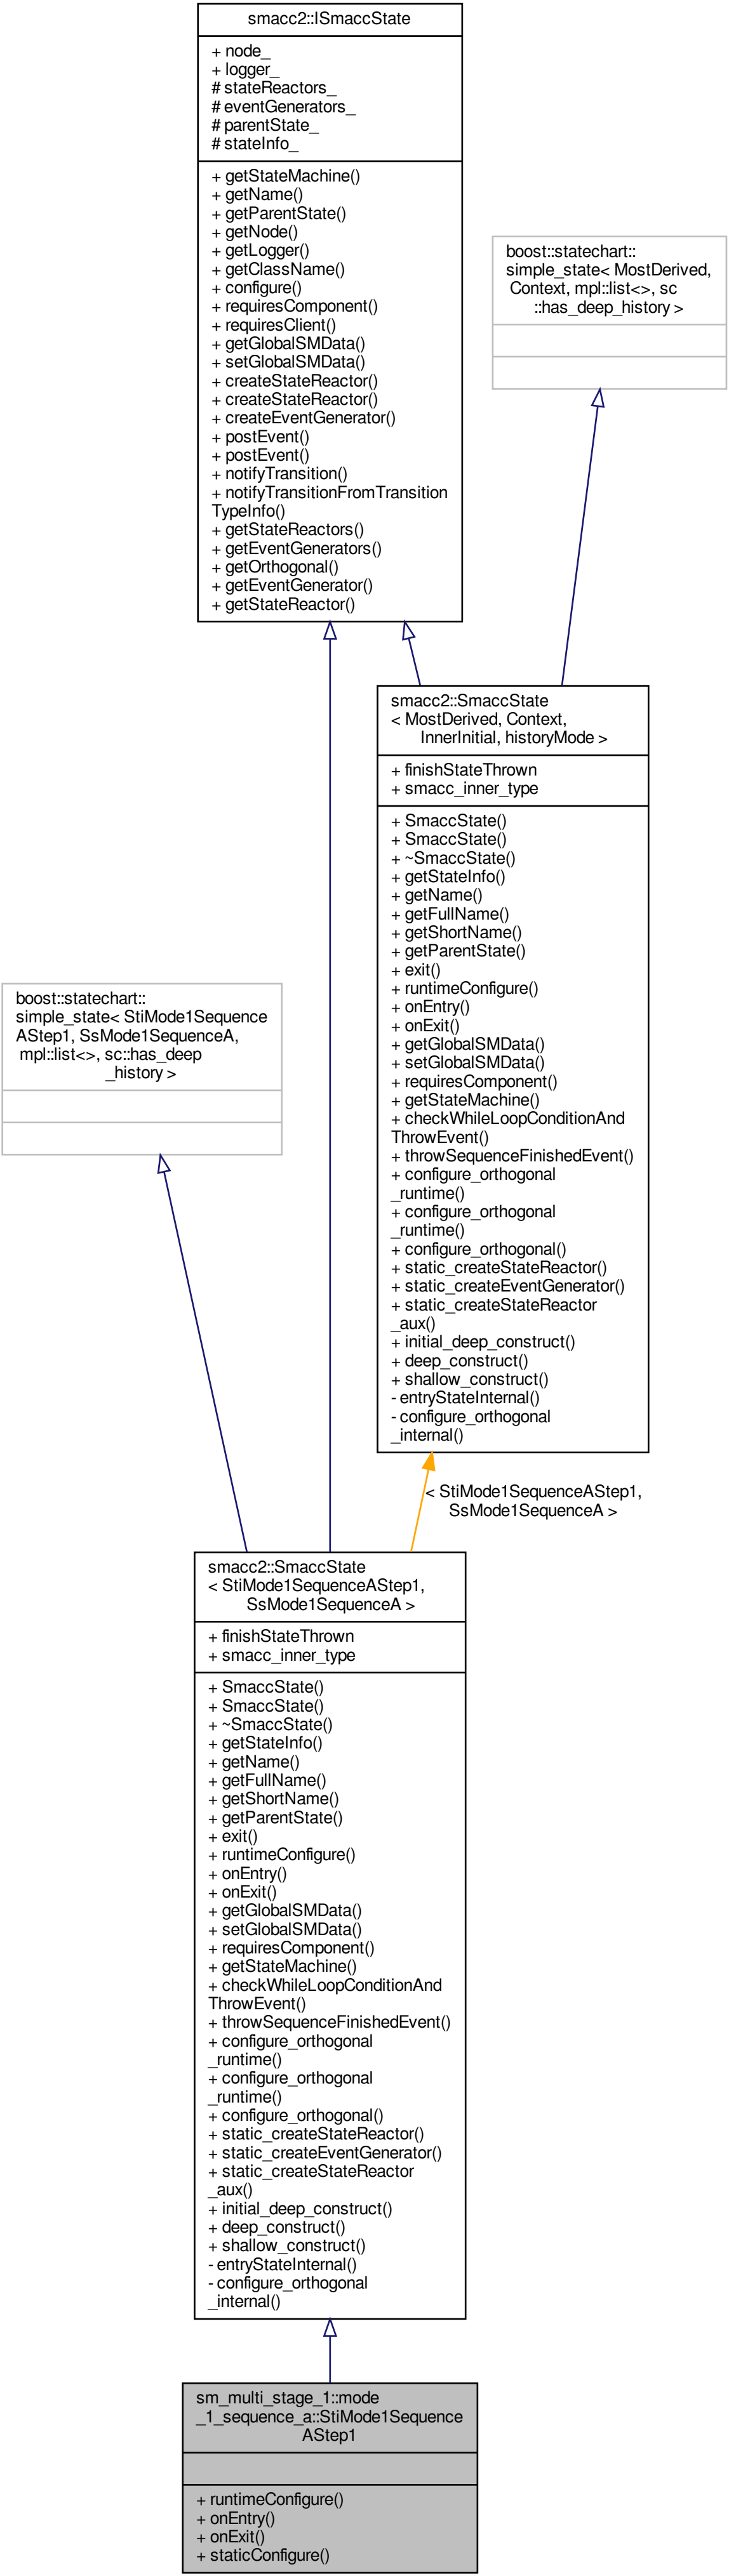 smacc2::ISmaccState
+ node_
+ logger_
# stateReactors_
# eventGenerators_
# parentState_
# stateInfo_
+ getStateMachine()
+ getName()
+ getParentState()
+ getNode()
+ getLogger()
+ getClassName()
+ configure()
+ requiresComponent()
+ requiresClient()
+ getGlobalSMData()
+ setGlobalSMData()
+ createStateReactor()
+ createStateReactor()
+ createEventGenerator()
+ postEvent()
+ postEvent()
+ notifyTransition()
+ notifyTransitionFromTransition
TypeInfo()
+ getStateReactors()
+ getEventGenerators()
+ getOrthogonal()
+ getEventGenerator()
+ getStateReactor()
boost::statechart::
simple_state< MostDerived,
Context, mpl::list<>, sc
::has_deep_history >
smacc2::SmaccState
< MostDerived, Context,
InnerInitial, historyMode >
+ finishStateThrown
+ smacc_inner_type
+ SmaccState()
+ SmaccState()
+ ~SmaccState()
+ getStateInfo()
+ getName()
+ getFullName()
+ getShortName()
+ getParentState()
+ exit()
+ runtimeConfigure()
+ onEntry()
+ onExit()
+ getGlobalSMData()
+ setGlobalSMData()
+ requiresComponent()
+ getStateMachine()
+ checkWhileLoopConditionAnd
ThrowEvent()
+ throwSequenceFinishedEvent()
+ configure_orthogonal
_runtime()
+ configure_orthogonal
_runtime()
+ configure_orthogonal()
+ static_createStateReactor()
+ static_createEventGenerator()
+ static_createStateReactor
_aux()
+ initial_deep_construct()
+ deep_construct()
+ shallow_construct()
- entryStateInternal()
- configure_orthogonal
_internal()
boost::statechart::
simple_state< StiMode1Sequence
AStep1, SsMode1SequenceA,
mpl::list<>, sc::has_deep
_history >
< StiMode1SequenceAStep1,
SsMode1SequenceA >
smacc2::SmaccState
< StiMode1SequenceAStep1,
SsMode1SequenceA >
+ finishStateThrown
+ smacc_inner_type
+ SmaccState()
+ SmaccState()
+ ~SmaccState()
+ getStateInfo()
+ getName()
+ getFullName()
+ getShortName()
+ getParentState()
+ exit()
+ runtimeConfigure()
+ onEntry()
+ onExit()
+ getGlobalSMData()
+ setGlobalSMData()
+ requiresComponent()
+ getStateMachine()
+ checkWhileLoopConditionAnd
ThrowEvent()
+ throwSequenceFinishedEvent()
+ configure_orthogonal
_runtime()
+ configure_orthogonal
_runtime()
+ configure_orthogonal()
+ static_createStateReactor()
+ static_createEventGenerator()
+ static_createStateReactor
_aux()
+ initial_deep_construct()
+ deep_construct()
+ shallow_construct()
- entryStateInternal()
- configure_orthogonal
_internal()
sm_multi_stage_1::mode
_1_sequence_a::StiMode1Sequence
AStep1
+ runtimeConfigure()
+ onEntry()
+ onExit()
+ staticConfigure()